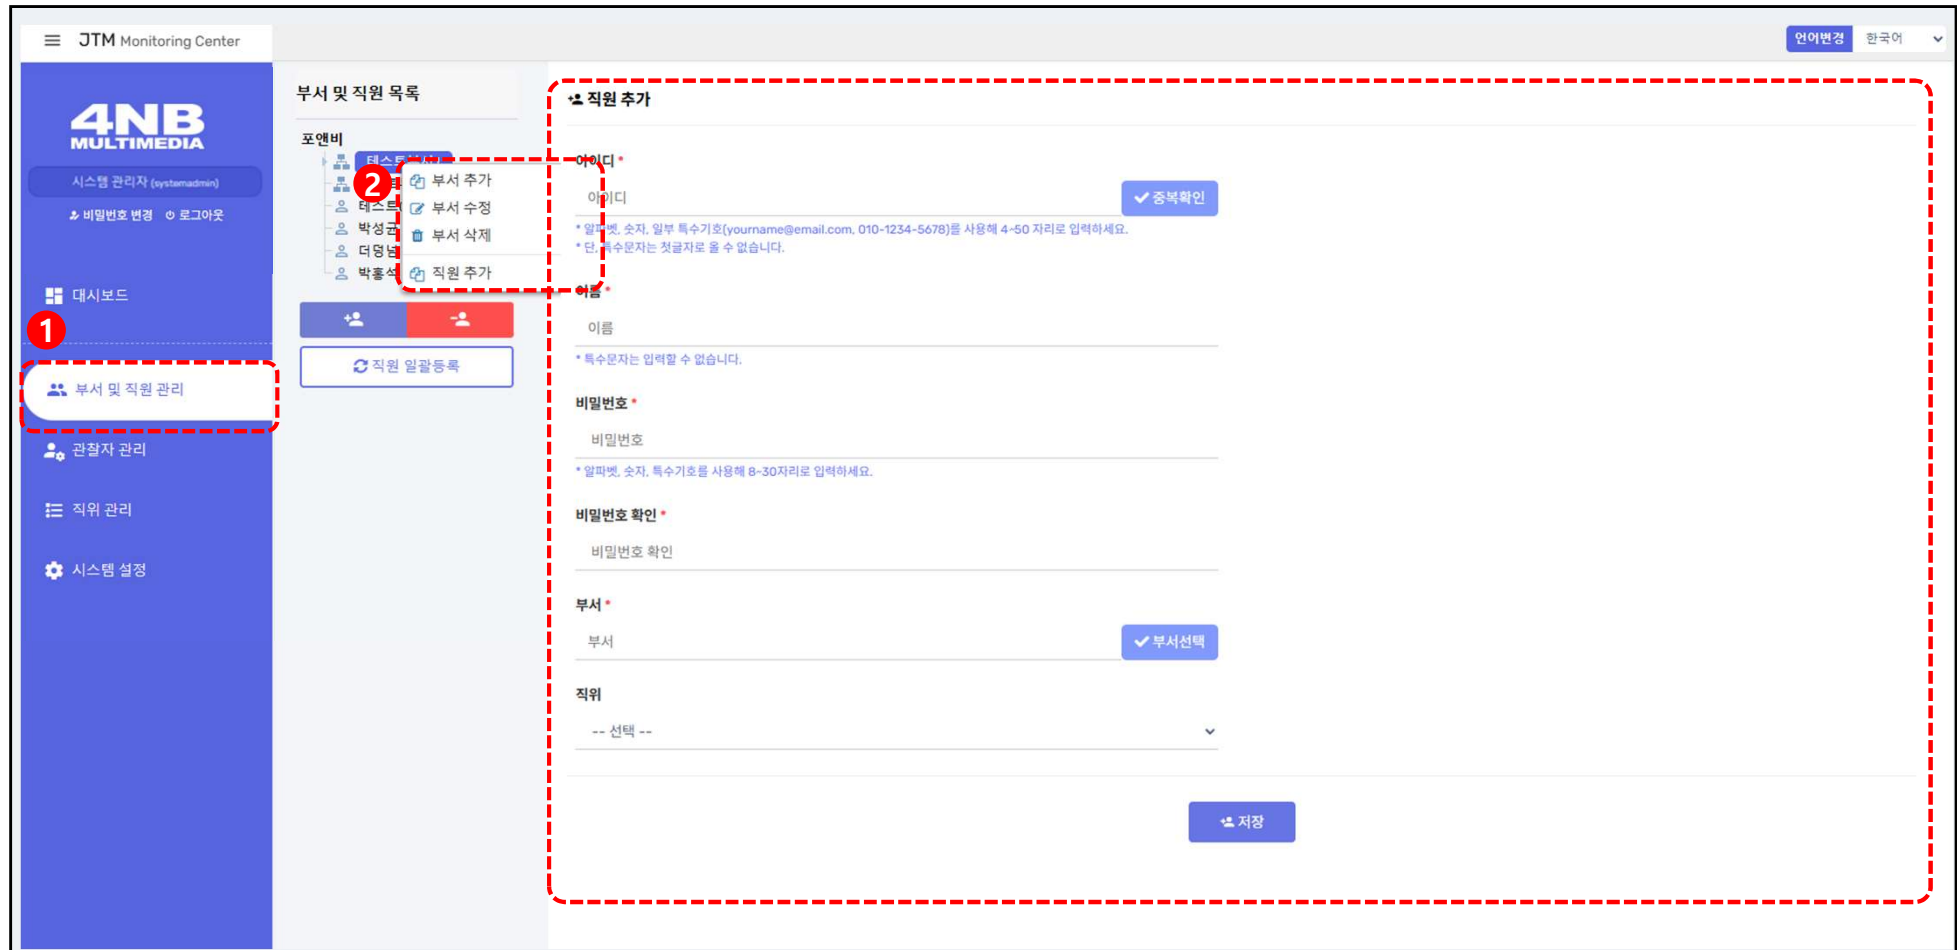 JTM Monitoring Center
언어변경 한국어
4NB
MULTIMEDIA
시스템 관리자 (systemadmin)
비밀번호 변경 로그아웃
대시보드
1
부서 및 직원 관리
관찰자 관리
직위 관리
시스템 설정
부서 및 직원 목록
포앤비
2
박성균
더멍남
박홍석
부서 추가
부서 수정
부서 삭제
직원 추가
직원 일괄등록
직원 추가
아이디 *
아이디
중복확인
* 알파벳, 숫자, 일부 특수기호(yourname@email.com, 010-1234-5678)를 사용해 4~50 자리로 입력하세요.
* 단, 특수문자는 첫글자로 올 수 없습니다.
이름 *
이름
* 특수문자는 입력할 수 없습니다.
비밀번호 *
비밀번호
* 알파벳, 숫자, 특수기호를 사용해 8~30자리로 입력하세요.
비밀번호 확인 *
비밀번호 확인
부서 *
부서
부서선택
직위
-- 선택 --
저장